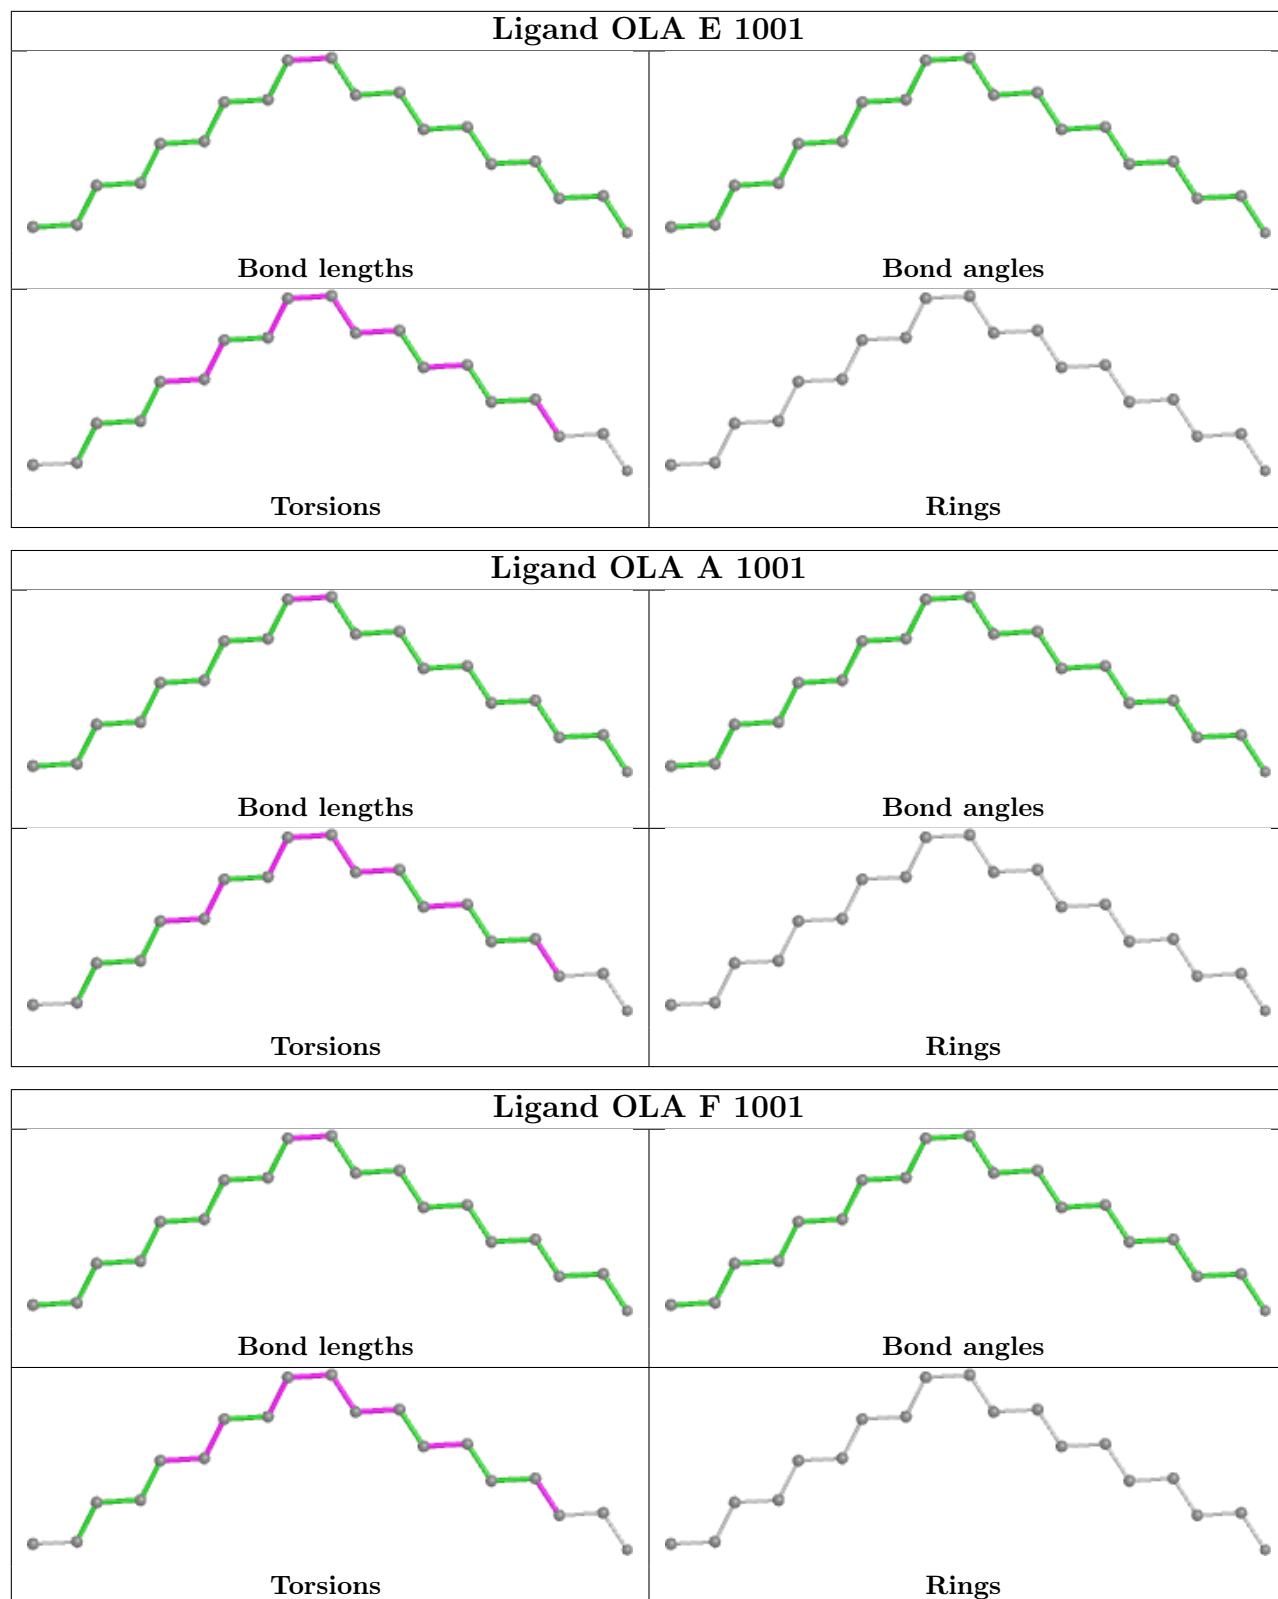 Ligand OLA E 1001
Bond lengths
Bond angles
Torsions
Rings
Ligand OLA A 1001
Bond lengths
Bond angles
Torsions
Rings
Ligand OLA F 1001
Bond lengths
Bond angles
Torsions
Rings